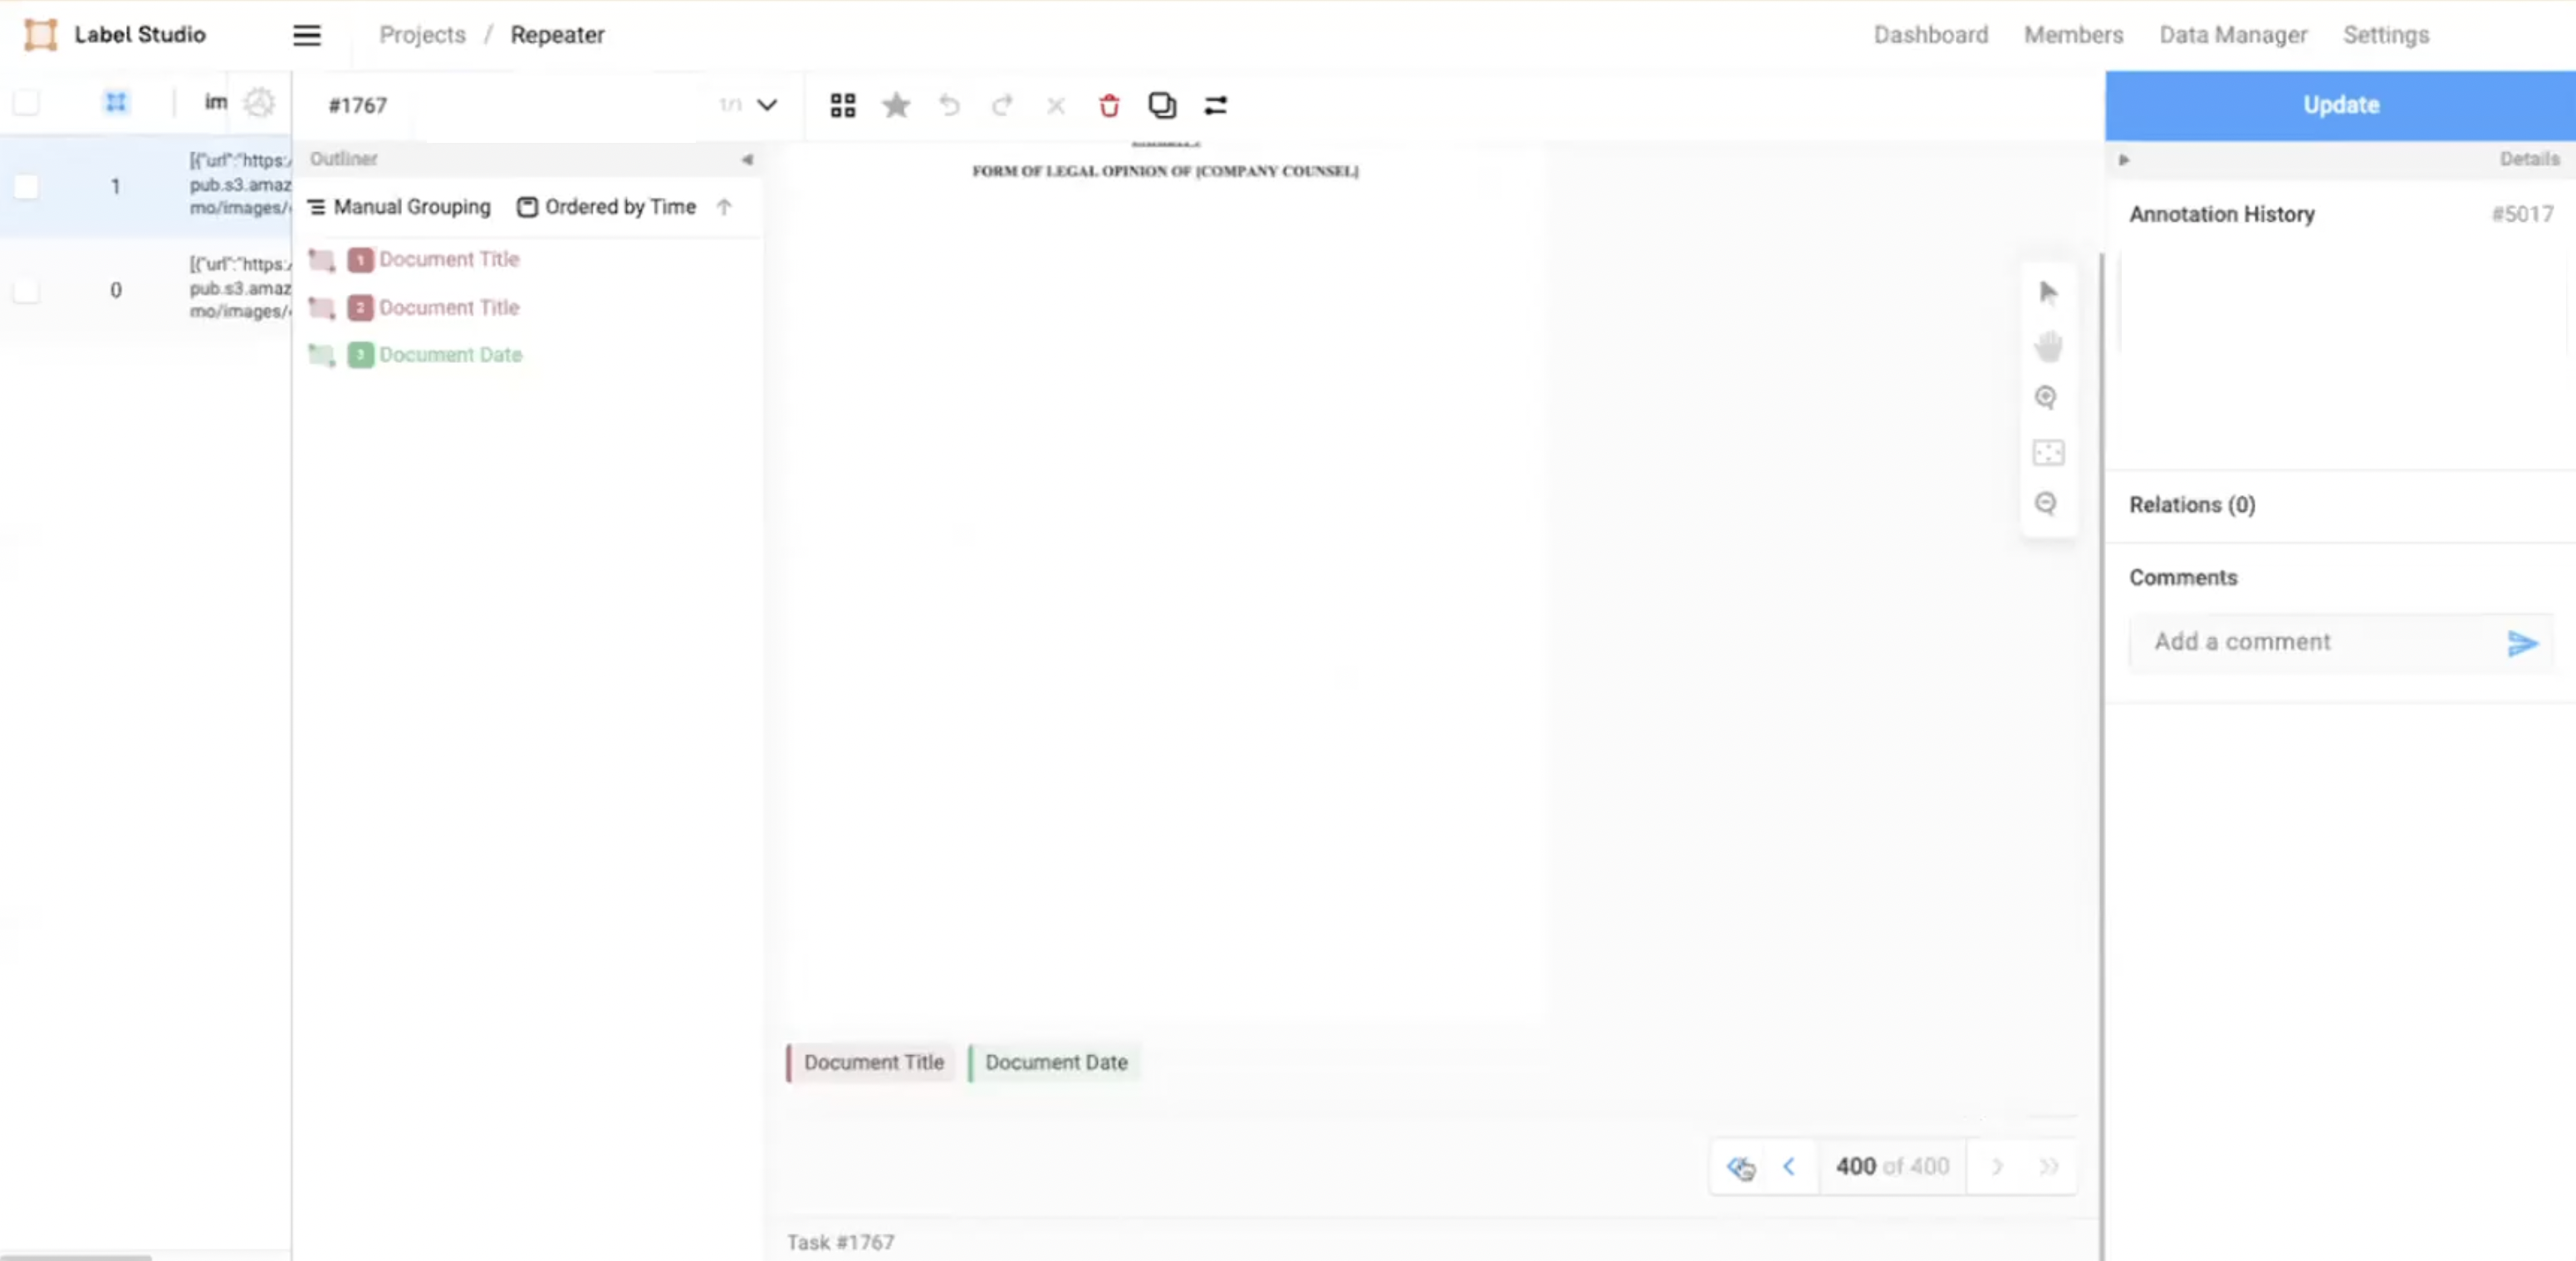 Label Studio
Projects / Repeater
Dashboard Members Data Manager Settings
im
#1767
1/1
Update
1
[{"url":"https:/
pub.s3.amaz
mo/images/
0
[{"url":"https:/
pub.s3.amaz
mo/images/
Outliner
Manual Grouping Ordered by Time
1 Document Title
2 Document Title
3 Document Date
FORM OF LEGAL OPINION OF [COMPANY COUNSEL]
Document Title Document Date
400 of 400
Task #1767
Details
Annotation History #5017
Relations (0)
Comments
Add a comment